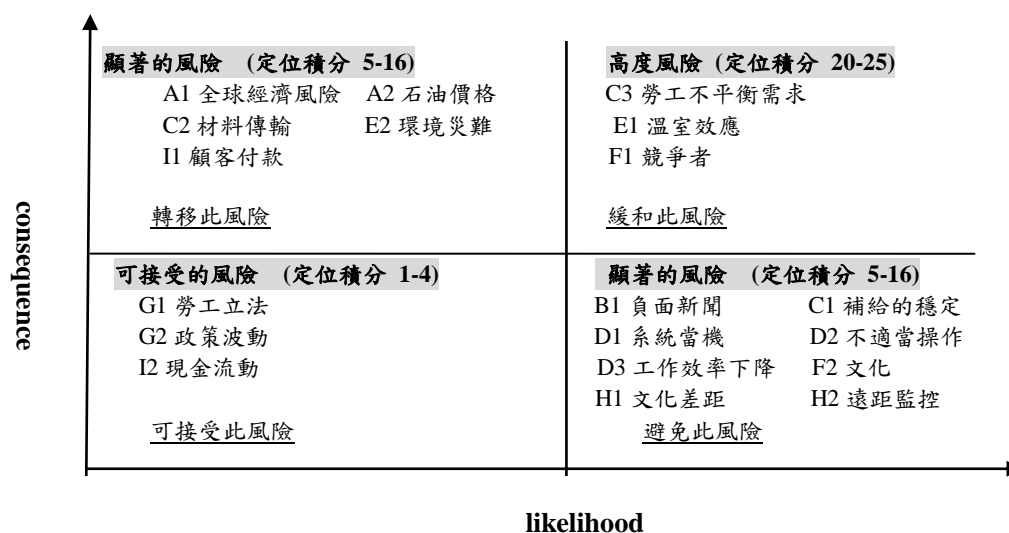 顯著的風險 (定位積分 5-16)
A1 全球經濟風險 A2 石油價格
C2 材料傳輸 E2 環境災難
I1 顧客付款
轉移此風險
高度風險 (定位積分 20-25)
C3 勞工不平衡需求
E1 溫室效應
F1 競爭者
緩和此風險
consequence
可接受的風險 (定位積分 1-4)
G1 勞工立法
G2 政策波動
I2 現金流動
可接受此風險
顯著的風險 (定位積分 5-16)
B1 負面新聞 C1 補給的穩定
D1 系統當機 D2 不適當操作
D3 工作效率下降 F2 文化
H1 文化差距 H2 遠距監控
避免此風險
likelihood